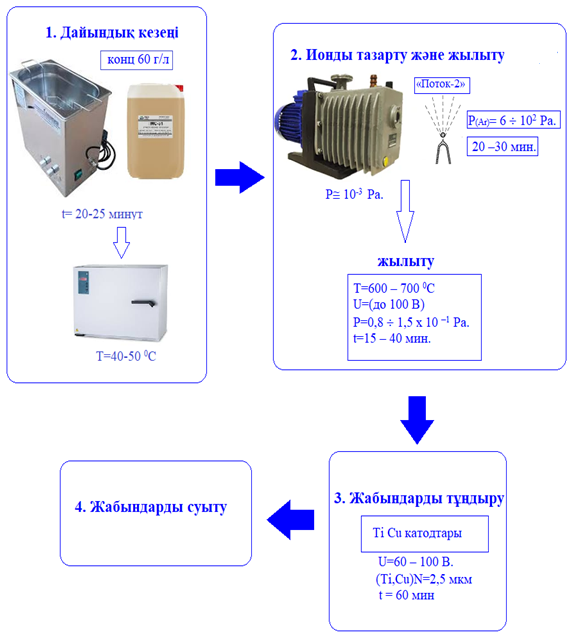 1. Дайындық кезеңі
конц 60 г/л
МС-37
t= 20-25 минут
T=40-50 ⁰C
2. Ионды тазарту және жылыту
«Поток-2»
P(Ar)= 6 ÷ 10² Pa.
20 –30 мин.
P≅ 10⁻³ Pa.
жылыту
T=600 – 700 ⁰C
U=(до 100 В)
P=0,8 ÷ 1,5 x 10 ⁻¹ Pa.
t=15 – 40 мин.
3. Жабындарды тұндыру
Ti Cu катодтары
U=60 – 100 В.
(Ti,Cu)N=2,5 мкм
t = 60 мин
4. Жабындарды суыту